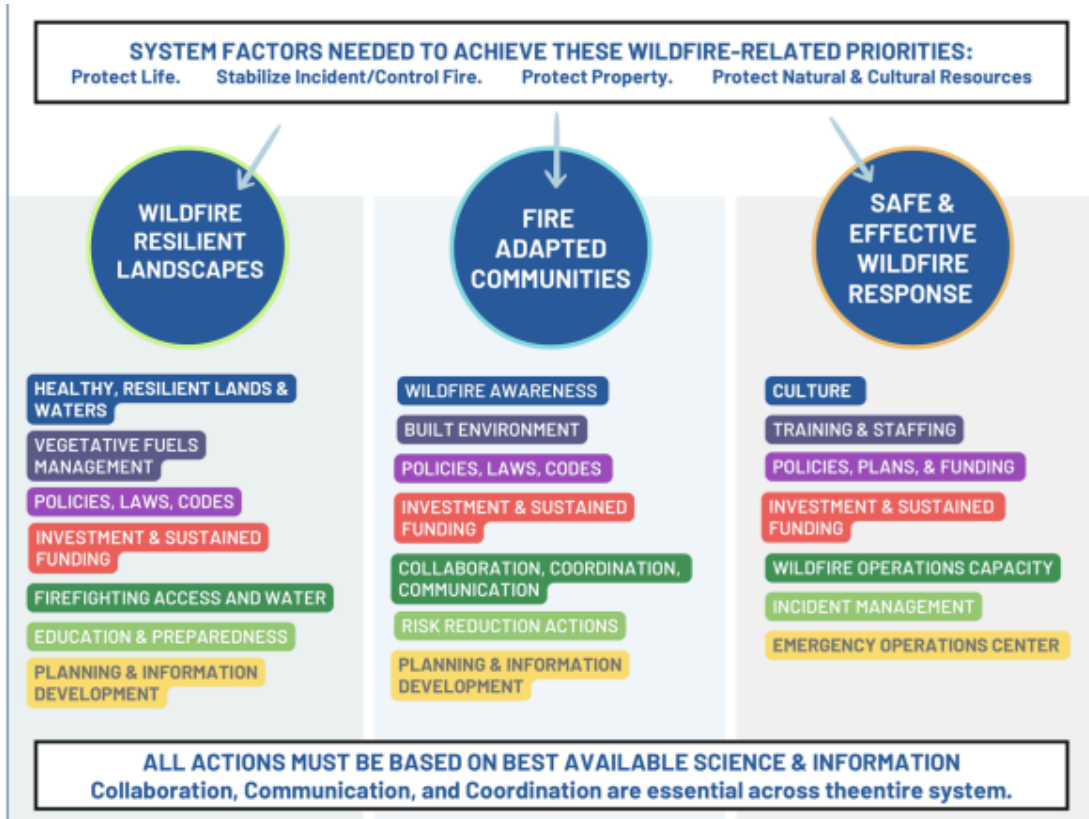 SYSTEM FACTORS NEEDED TO ACHIEVE THESE WILDFIRE-RELATED PRIORITIES:
Protect Life. Stabilize Incident/Control Fire. Protect Property. Protect Natural & Cultural Resources
WILDFIRE
RESILIENT
LANDSCAPES
HEALTHY, RESILIENT LANDS &
WATERS
VEGETATIVE FUELS
MANAGEMENT
POLICIES, LAWS, CODES
INVESTMENT & SUSTAINED
FUNDING
FIREFIGHTING ACCESS AND WATER
EDUCATION & PREPAREDNESS
PLANNING & INFORMATION
DEVELOPMENT
FIRE
ADAPTED
COMMUNITIES
WILDFIRE AWARENESS
BUILT ENVIRONMENT
POLICIES, LAWS, CODES
INVESTMENT & SUSTAINED
FUNDING
COLLABORATION, COORDINATION,
COMMUNICATION
RISK REDUCTION ACTIONS
PLANNING & INFORMATION
DEVELOPMENT
SAFE &
EFFECTIVE
WILDFIRE
RESPONSE
CULTURE
TRAINING & STAFFING
POLICIES, PLANS, & FUNDING
INVESTMENT & SUSTAINED
FUNDING
WILDFIRE OPERATIONS CAPACITY
INCIDENT MANAGEMENT
EMERGENCY OPERATIONS CENTER
ALL ACTIONS MUST BE BASED ON BEST AVAILABLE SCIENCE & INFORMATION
Collaboration, Communication, and Coordination are essential across theentire system.